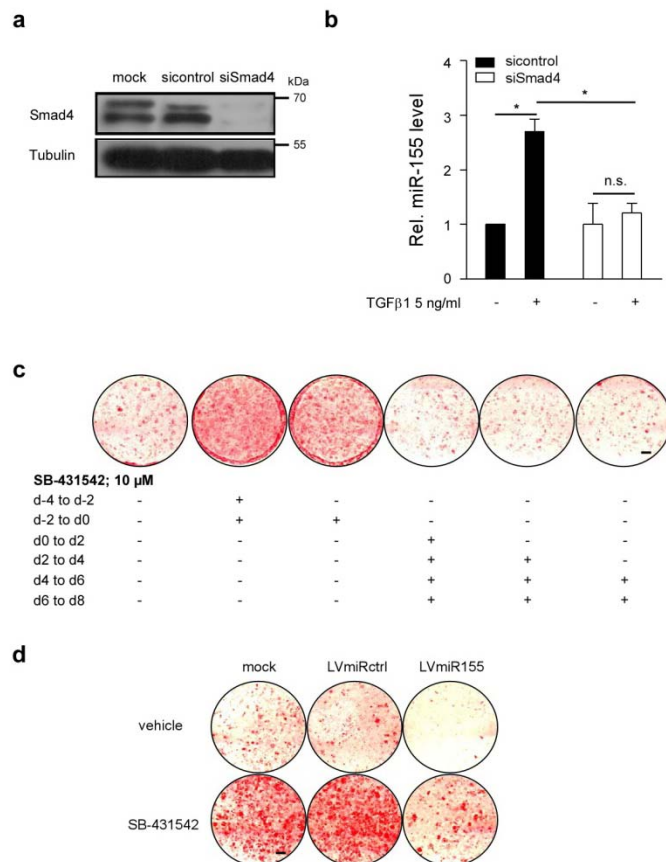 a
mock sicontrol siSmad4 kDa
Smad4 70
Tubulin 55
b
sicontrol
siSmad4
Rel. miR-155 level
4
3
2
1
0
*
*
n.s.
- + - +
TGFβ1 5 ng/ml
c
SB-431542; 10 µM
d-4 to d-2 - + - - - -
d-2 to d0 - + + - - -
d0 to d2 - - - + - -
d2 to d4 - - - + + -
d4 to d6 - - - + + +
d6 to d8 - - - + + +
d
mock LVmiRctrl LVmiR155
vehicle
SB-431542